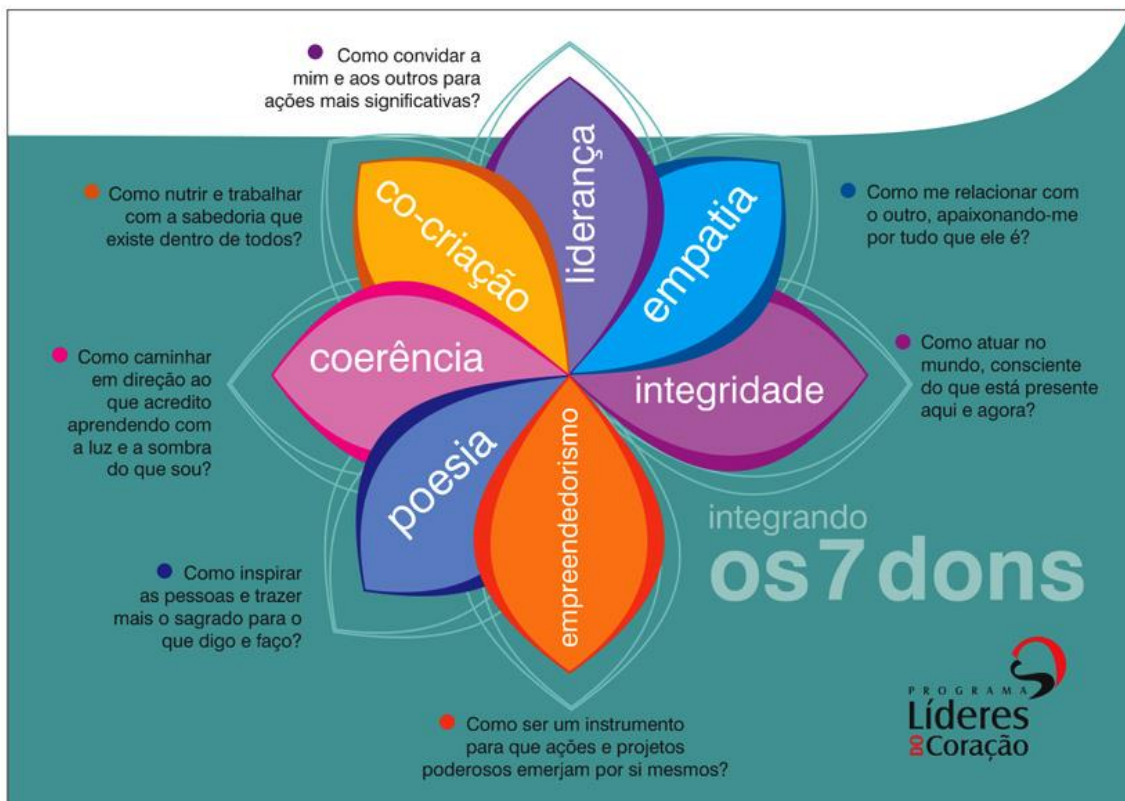 Como convidar a
mim e aos outros para
ações mais significativas?
liderança
Como nutrir e trabalhar
com a sabedoria que
existe dentro de todos?
co-criação
empatia
Como me relacionar com
o outro, apaixonando-me
por tudo que ele é?
Como caminhar
em direção ao
que acredito
aprendendo com
a luz e a sombra
do que sou?
coerência
integridade
Como atuar no
mundo, consciente
do que está presente
aqui e agora?
poesia
empreendedorismo
Como inspirar
as pessoas e trazer
mais o sagrado para o
que digo e faço?
integrando
os 7 dons
Como ser um instrumento
para que ações e projetos
poderosos emerjam por si mesmos?
PROGRAMA
Líderes
DO Coração